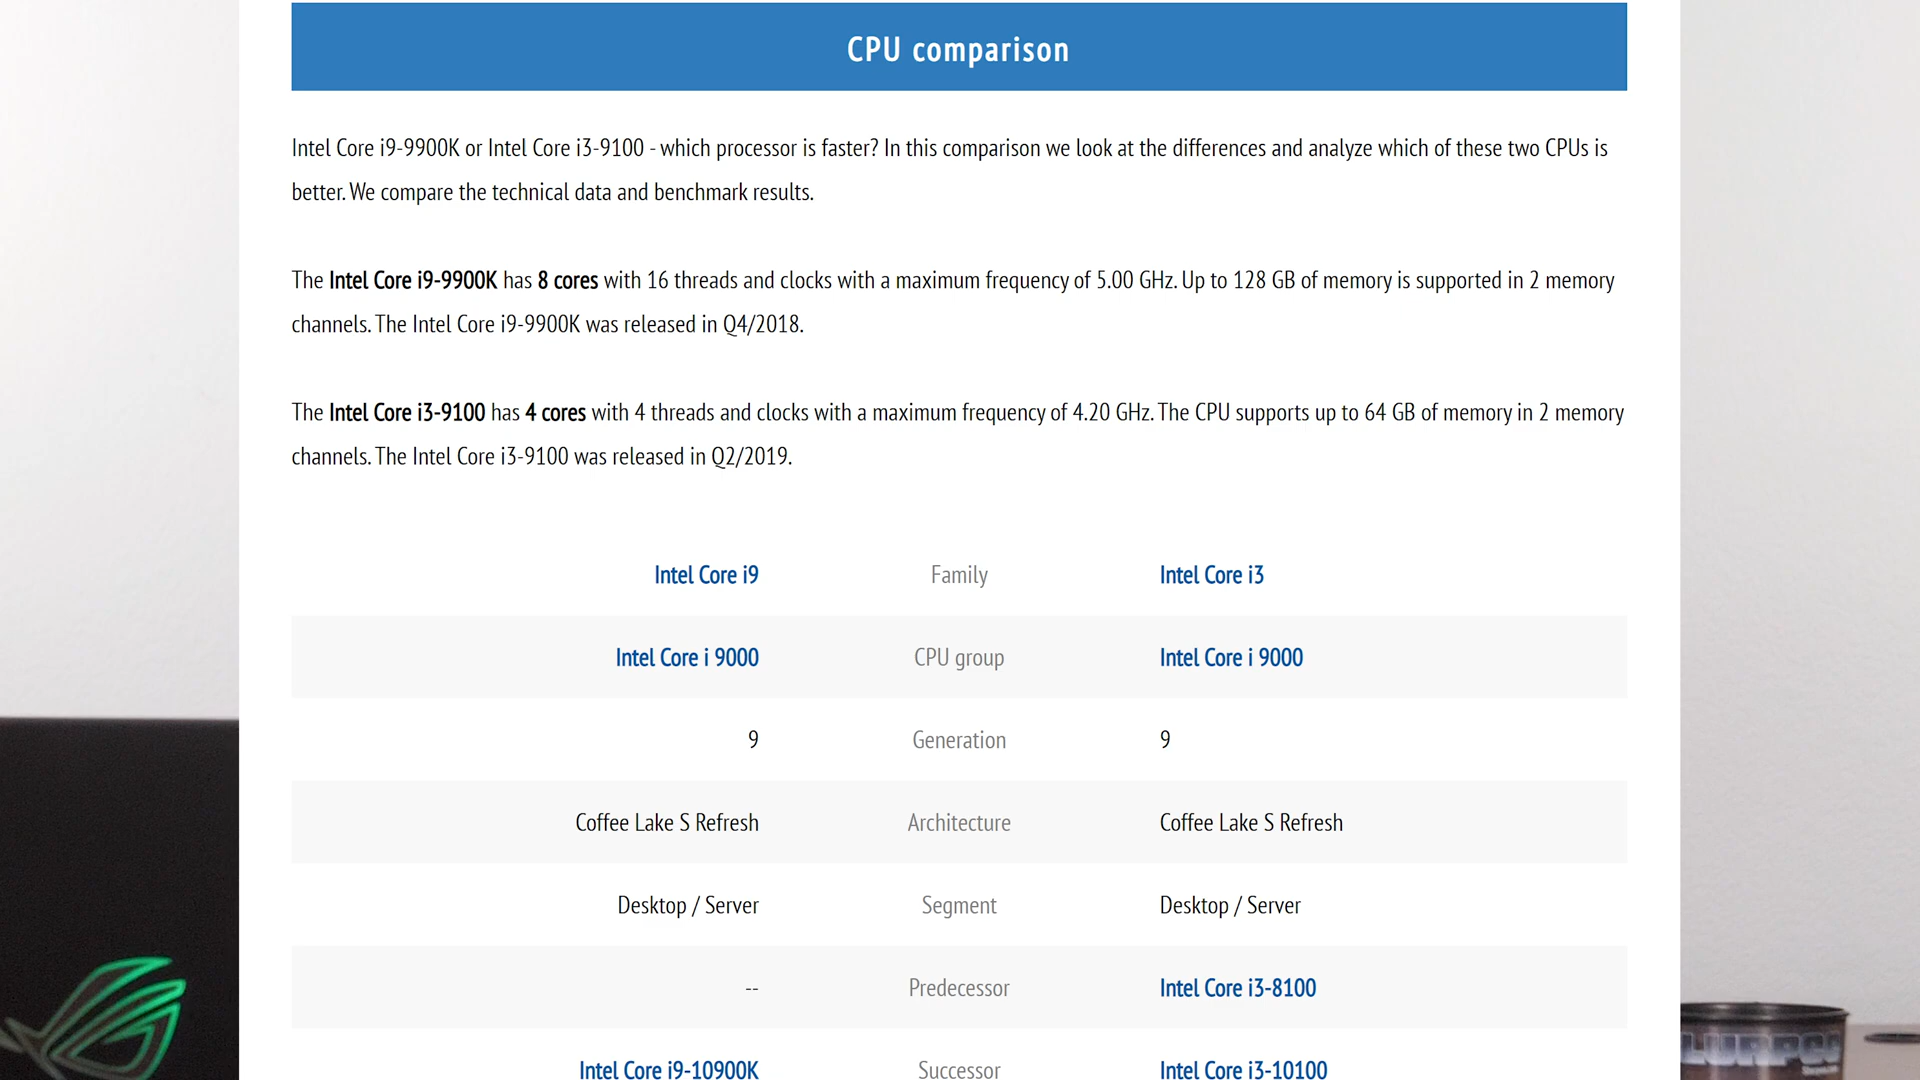 CPU comparison
Intel Core i9-9900K or Intel Core i3-9100 - which processor is faster? In this comparison we look at the differences and analyze which of these two CPUs is
better. We compare the technical data and benchmark results.
The Intel Core i9-9900K has 8 cores with 16 threads and clocks with a maximum frequency of 5.00 GHz. Up to 128 GB of memory is supported in 2 memory
channels. The Intel Core i9-9900K was released in Q4/2018.
The Intel Core i3-9100 has 4 cores with 4 threads and clocks with a maximum frequency of 4.20 GHz. The CPU supports up to 64 GB of memory in 2 memory
channels. The Intel Core i3-9100 was released in Q2/2019.
Intel Core i9 Family Intel Core i3
Intel Core i 9000 CPU group Intel Core i 9000
9 Generation 9
Coffee Lake S Refresh Architecture Coffee Lake S Refresh
Desktop / Server Segment Desktop / Server
-- Predecessor Intel Core i3-8100
Intel Core i9-10900K Successor Intel Core i3-10100